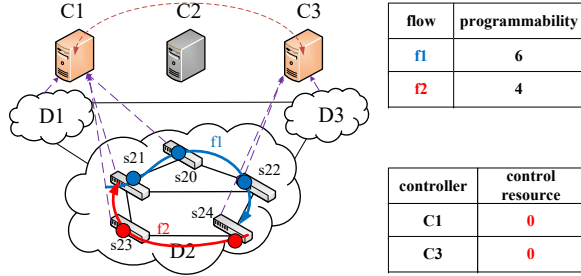 C1 C2 C3
D1 D3
f1
s21 s20 s22
s24
f2
s23 D2
flow programmability
f1 6
f2 4
controller control resource
C1 0
C3 0